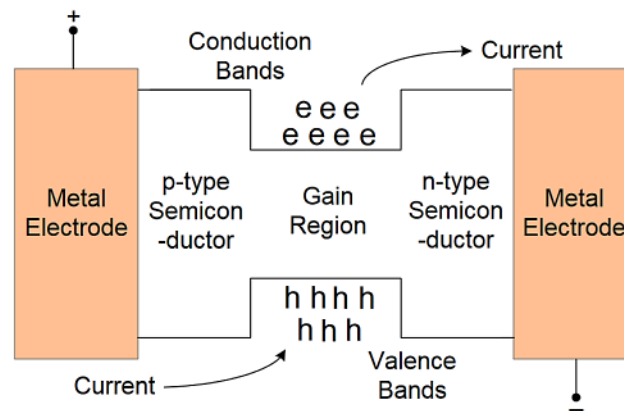 +
Conduction
Bands
Current
e e e
e e e e
Metal
Electrode
p-type
Semicon
-ductor
Gain
Region
n-type
Semicon
-ductor
Metal
Electrode
h h h h
h h h
Current
Valence
Bands
–